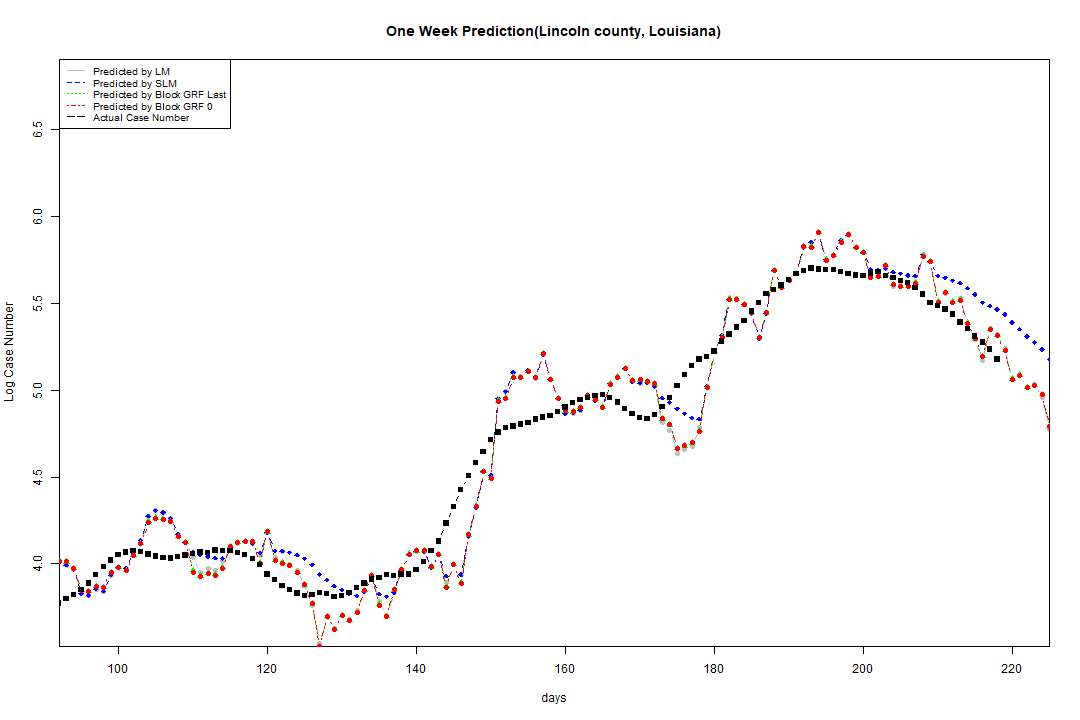 One Week Prediction(Lincoln county, Louisiana)
Predicted by LM
Predicted by SLM
Predicted by Block GRF Last
Predicted by Block GRF 0
Actual Case Number
6.5
6.0
5.5
5.0
4.5
4.0
Log Case Number
100 120 140 160 180 200 220
days